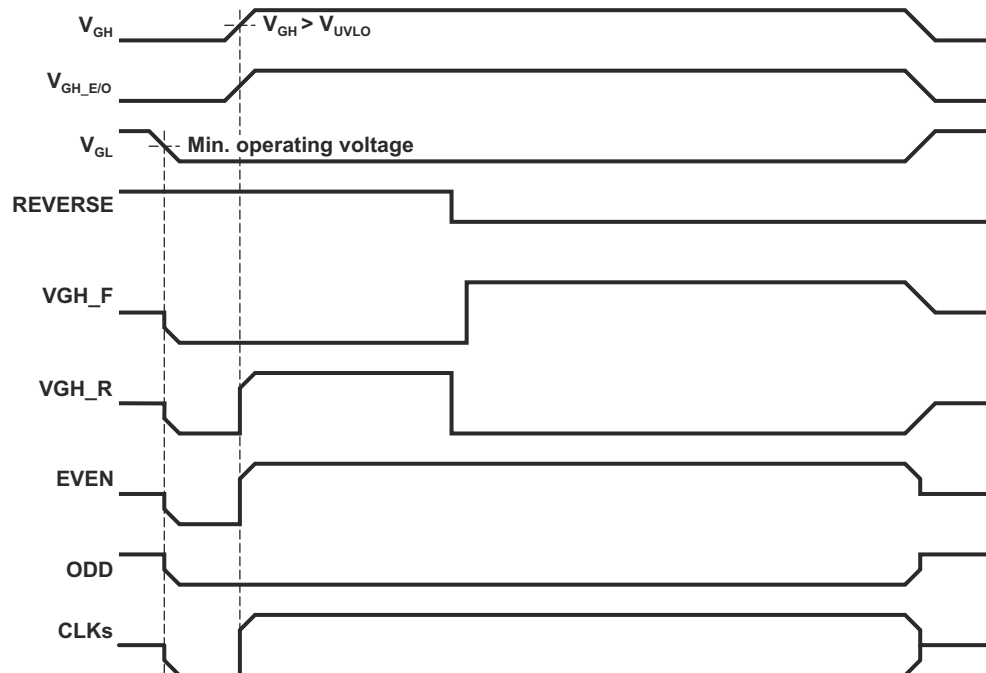 V_GH
V_GH > V_UVLO
V_GH_E/O
V_GL
Min. operating voltage
REVERSE
VGH_F
VGH_R
EVEN
ODD
CLKs